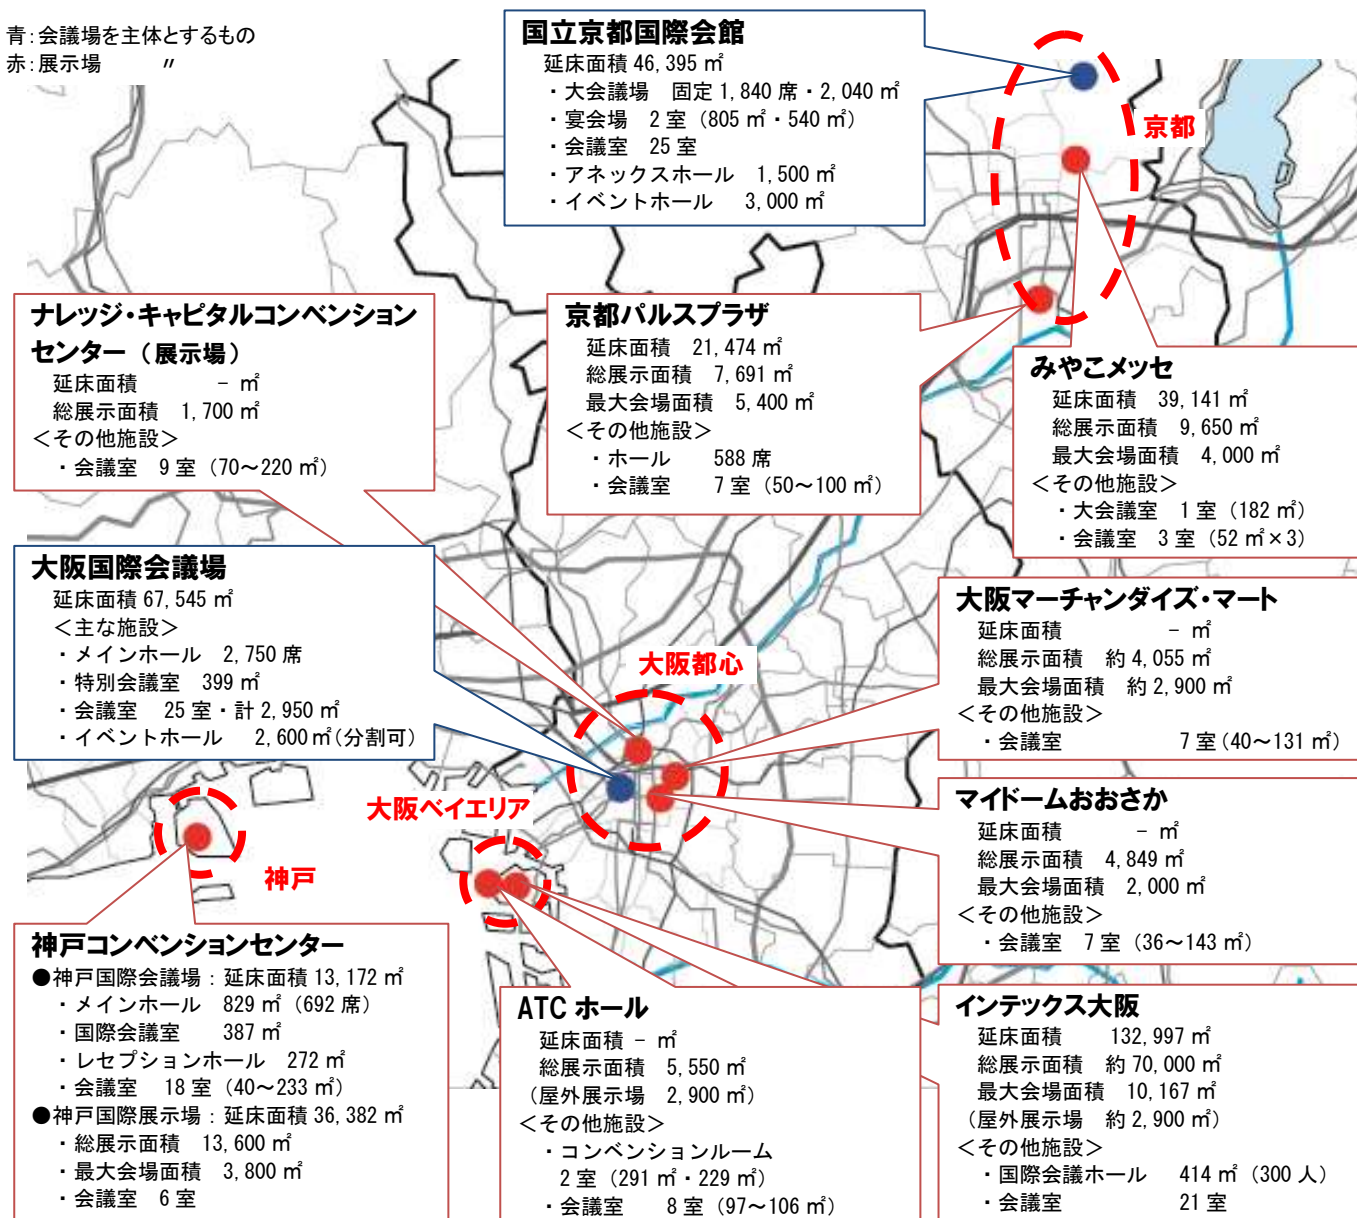 青：会議場を主体とするもの
赤：展示場　　　〃
国立京都国際会館
延床面積 46,395 ㎡
・大会議場　固定 1,840 席・2,040 ㎡
・宴会場　2 室（805 ㎡・540 ㎡）
・会議室　25 室
・アネックスホール　1,500 ㎡
・イベントホール　3,000 ㎡
京都
ナレッジ・キャピタルコンベンション
センター（展示場）
延床面積　　　　－ ㎡
総展示面積　1,700 ㎡
＜その他施設＞
・会議室　9 室（70～220 ㎡）
京都パルスプラザ
延床面積　21,474 ㎡
総展示面積　7,691 ㎡
最大会場面積　5,400 ㎡
＜その他施設＞
・ホール　　588 席
・会議室　　7 室（50～100 ㎡）
みやこメッセ
延床面積　39,141 ㎡
総展示面積　9,650 ㎡
最大会場面積　4,000 ㎡
＜その他施設＞
・大会議室　1 室（182 ㎡）
・会議室　3 室（52 ㎡×3）
大阪国際会議場
延床面積 67,545 ㎡
＜主な施設＞
・メインホール　2,750 席
・特別会議室　399 ㎡
・会議室　25 室・計 2,950 ㎡
・イベントホール　2,600 ㎡（分割可）
大阪都心
大阪マーチャンダイズ・マート
延床面積　　　　－ ㎡
総展示面積　約 4,055 ㎡
最大会場面積　約 2,900 ㎡
＜その他施設＞
・会議室　　　　7 室（40～131 ㎡）
大阪ベイエリア
マイドームおおさか
延床面積　　　－ ㎡
総展示面積　4,849 ㎡
最大会場面積　2,000 ㎡
＜その他施設＞
・会議室　7 室（36～143 ㎡）
神戸
神戸コンベンションセンター
●神戸国際会議場：延床面積 13,172 ㎡
・メインホール　829 ㎡（692 席）
・国際会議室　　387 ㎡
・レセプションホール　272 ㎡
・会議室　18 室（40～233 ㎡）
●神戸国際展示場：延床面積 36,382 ㎡
・総展示面積　13,600 ㎡
・最大会場面積　3,800 ㎡
・会議室　6 室
ATC ホール
延床面積 － ㎡
総展示面積　5,550 ㎡
（屋外展示場　2,900 ㎡）
＜その他施設＞
・コンベンションルーム
2 室（291 ㎡・229 ㎡）
・会議室　　8 室（97～106 ㎡）
インテックス大阪
延床面積　　132,997 ㎡
総展示面積　約 70,000 ㎡
最大会場面積　10,167 ㎡
（屋外展示場　約 2,900 ㎡）
＜その他施設＞
・国際会議ホール　414 ㎡（300 人）
・会議室　　　　21 室